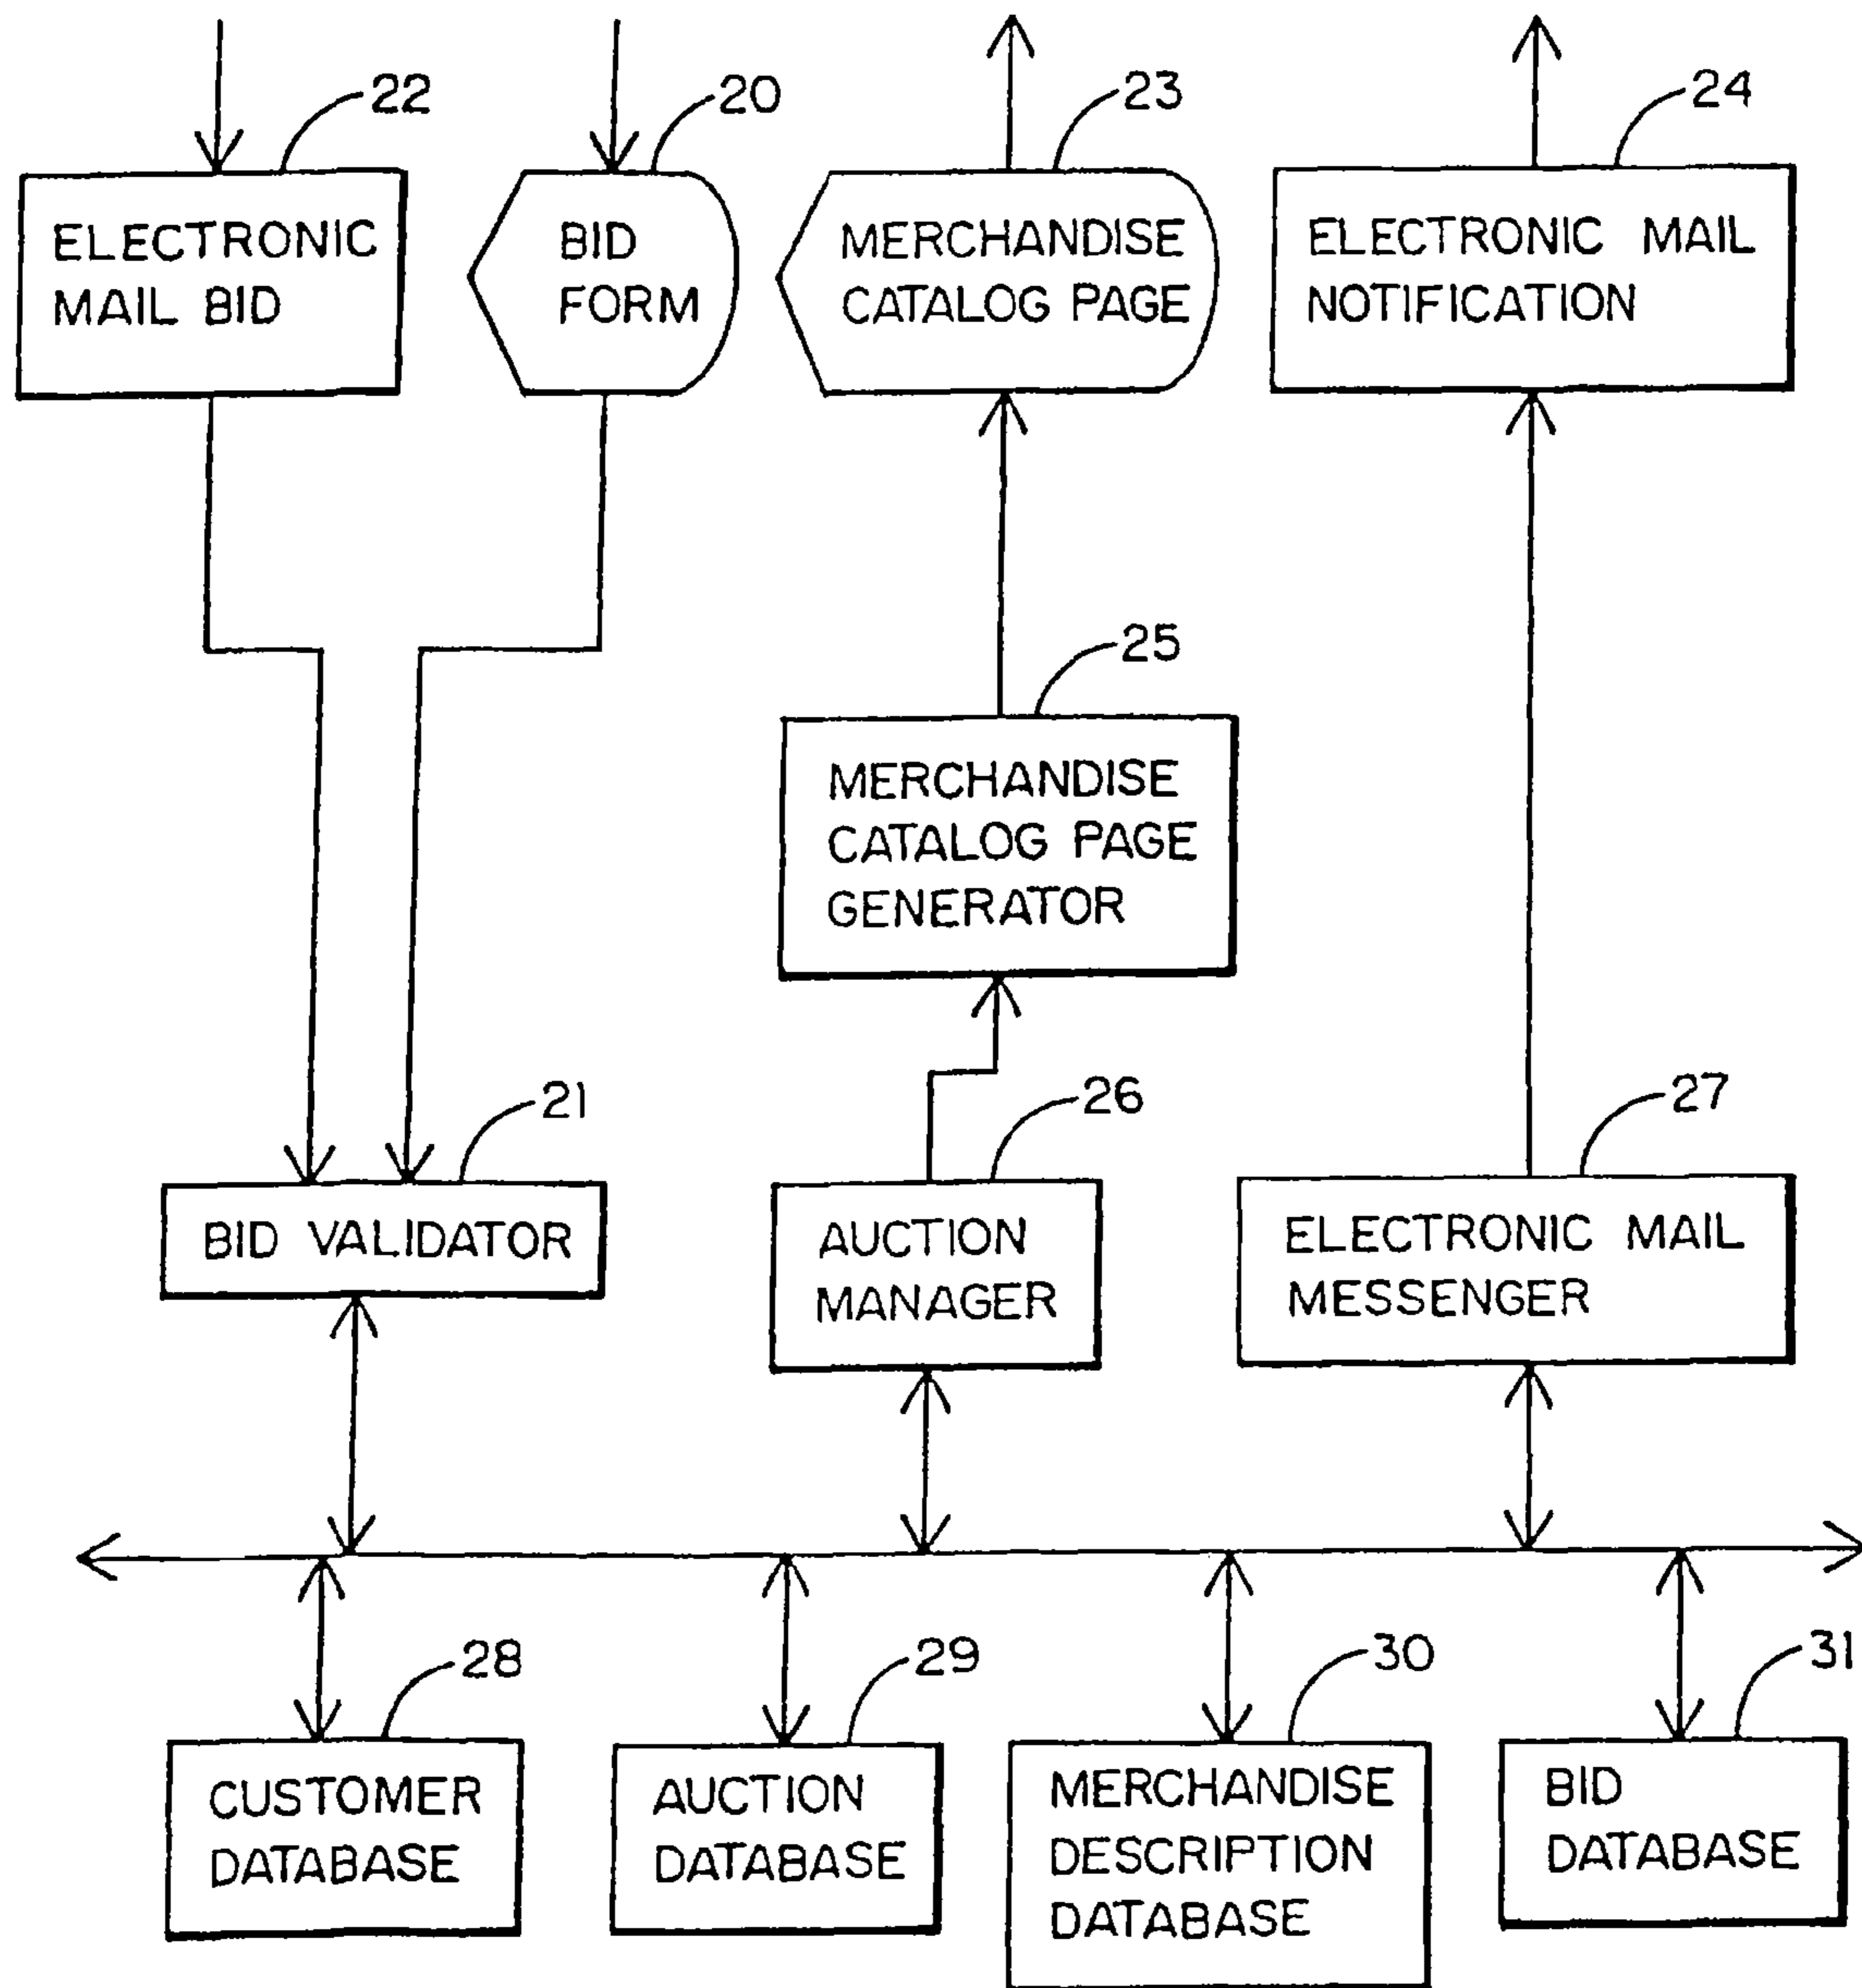 22
20
23
24
ELECTRONIC
MAIL BID
BID
FORM
MERCHANDISE
CATALOG PAGE
ELECTRONIC MAIL
NOTIFICATION
25
MERCHANDISE
CATALOG PAGE
GENERATOR
21
26
27
BID VALIDATOR
AUCTION
MANAGER
ELECTRONIC MAIL
MESSENGER
28
29
30
31
CUSTOMER
DATABASE
AUCTION
DATABASE
MERCHANDISE
DESCRIPTION
DATABASE
BID
DATABASE